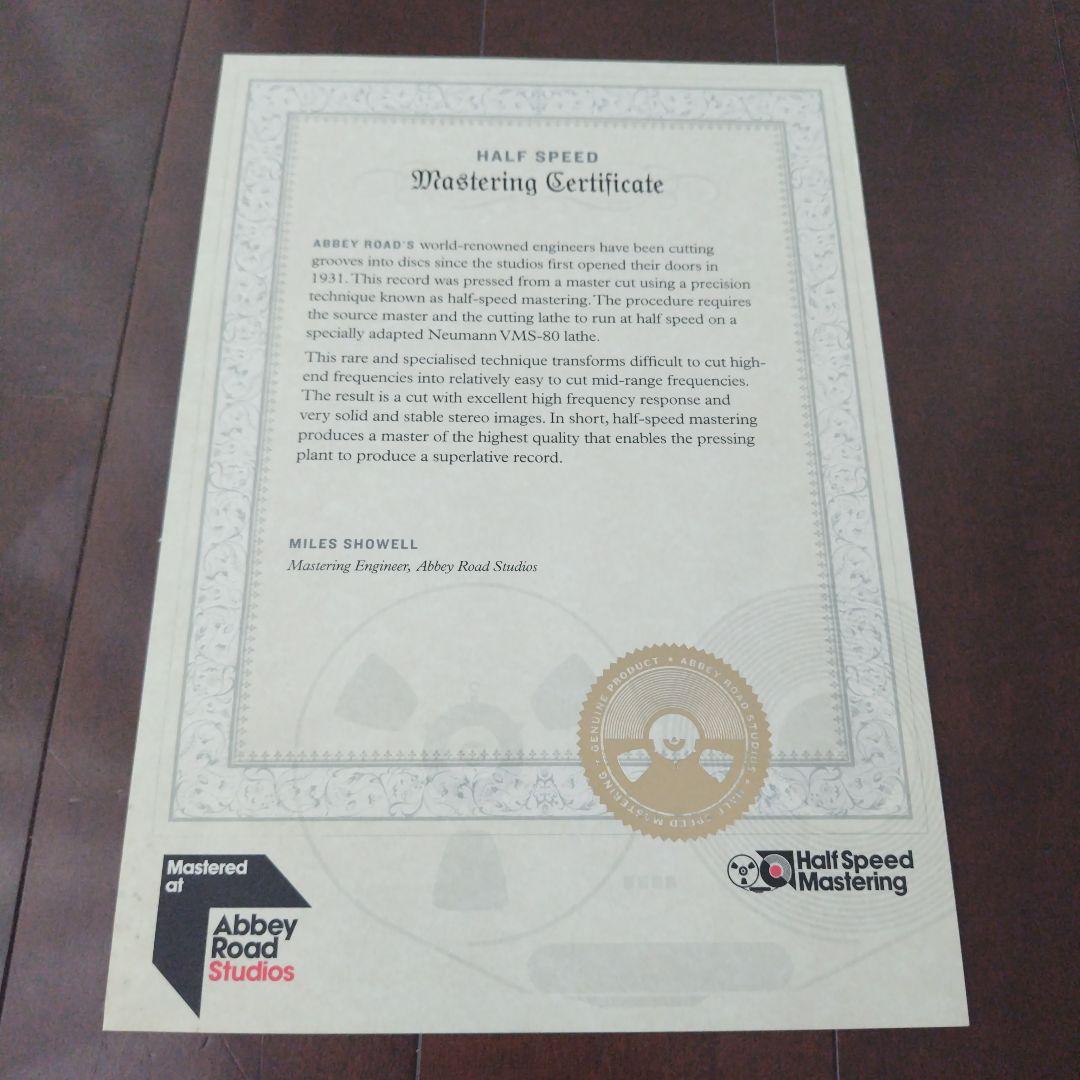 HALF SPEED
Mastering Certificate
ABBEY ROAD'S world-renowned engineers have been cutting
grooves into discs since the studios first opened their doors in
1931. This record was pressed from a master cut using a precision
technique known as half-speed mastering. The procedure requires
the source master and the cutting lathe to run at half speed on a
specially adapted Neumann VMS-80 lathe.
This rare and specialised technique transforms difficult to cut high-
end frequencies into relatively easy to cut mid-range frequencies.
The result is a cut with excellent high frequency response and
very solid and stable stereo images. In short, half-speed mastering
produces a master of the highest quality that enables the pressing
plant to produce a superlative record.
MILES SHOWELL
Mastering Engineer, Abbey Road Studios
GENUINE PRODUCT • ABBEY ROAD STUDIOS • HALF SPEED MASTERING •
Mastered
at
Abbey
Road
Studios
Half Speed
Mastering